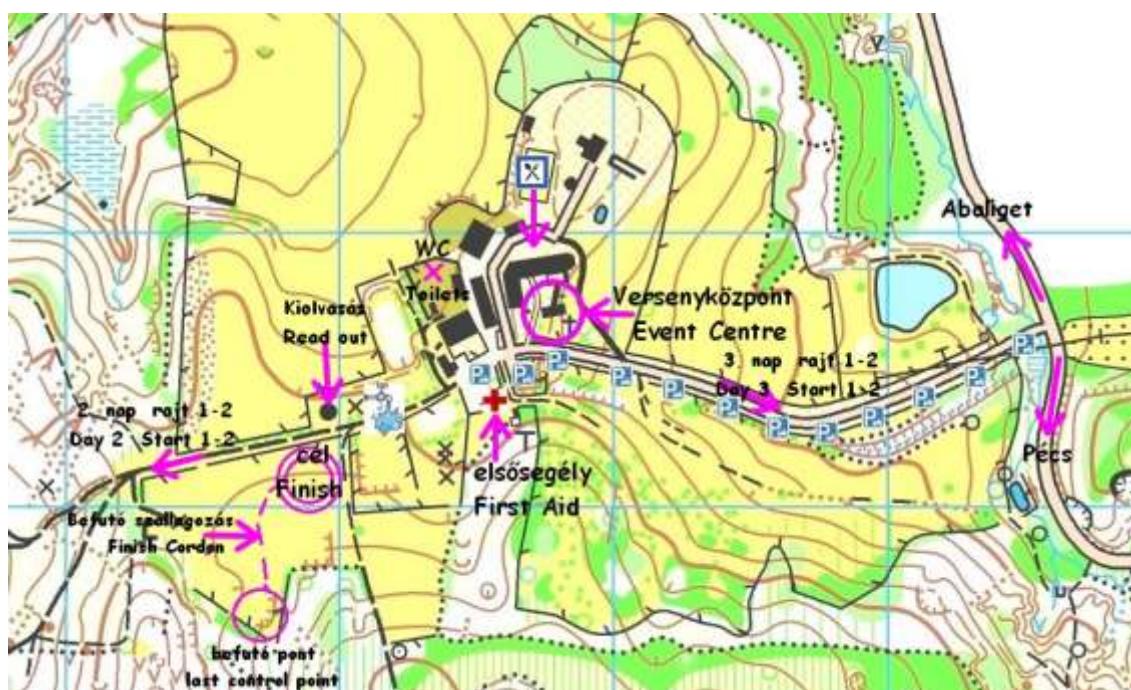 Abaliget
WC
Toilets
Kiolvasás
Read out
Versenyközpont
Event Centre
3. nap rajt 1-2
Day 3 Start 1-2
2. nap rajt 1-2
Day 2 Start 1-2
cél
Finish
elsősegély
First Aid
Pécs
Befutó szallagozás
Finish Cordon
befutó pont
last control point
P
P
P
P
P
P
P
P
P
P
P